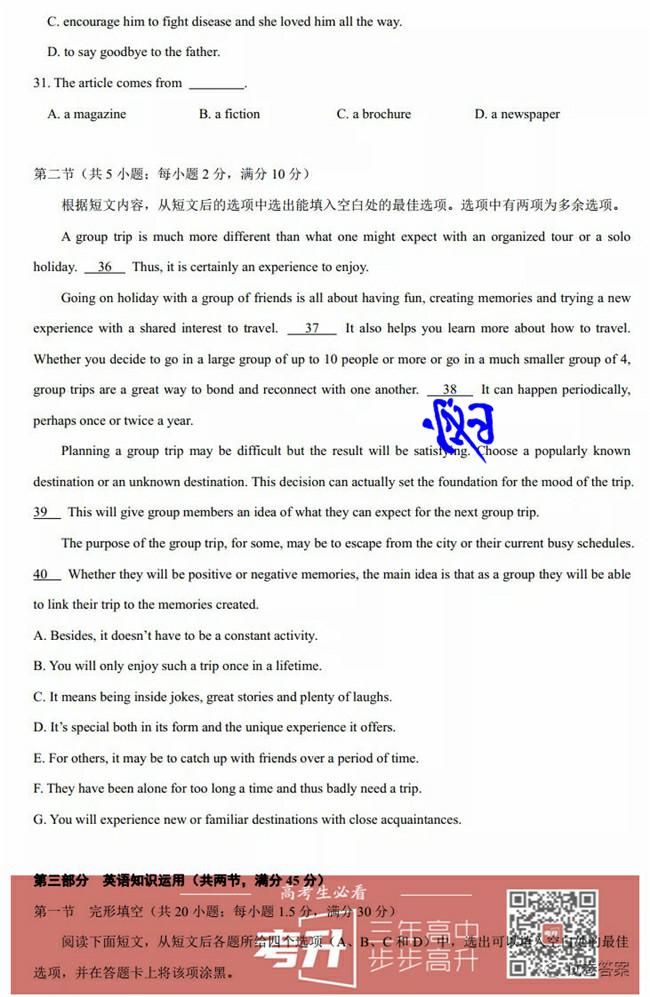 C. encourage him to fight disease and she loved him all the way.
D. to say goodbye to the father.
31. The article comes from ________.
A. a magazine B. a fiction C. a brochure D. a newspaper
第二节（共 5 小题；每小题 2 分，满分 10 分）
根据短文内容，从短文后的选项中选出能填入空白处的最佳选项。选项中有两项为多余选项。
A group trip is much more different than what one might expect with an organized tour or a solo
holiday. __36__ Thus, it is certainly an experience to enjoy.
Going on holiday with a group of friends is all about having fun, creating memories and trying a new
experience with a shared interest to travel. __37__ It also helps you learn more about how to travel.
Whether you decide to go in a large group of up to 10 people or more or go in a much smaller group of 4,
group trips are a great way to bond and reconnect with one another. __38__ It can happen periodically,
perhaps once or twice a year.
Planning a group trip may be difficult but the result will be satisfying. Choose a popularly known
destination or an unknown destination. This decision can actually set the foundation for the mood of the trip.
39__ This will give group members an idea of what they can expect for the next group trip.
The purpose of the group trip, for some, may be to escape from the city or their current busy schedules.
40__ Whether they will be positive or negative memories, the main idea is that as a group they will be able
to link their trip to the memories created.
A. Besides, it doesn’t have to be a constant activity.
B. You will only enjoy such a trip once in a lifetime.
C. It means being inside jokes, great stories and plenty of laughs.
D. It’s special both in its form and the unique experience it offers.
E. For others, it may be to catch up with friends over a period of time.
F. They have been alone for too long a time and thus badly need a trip.
G. You will experience new or familiar destinations with close acquaintances.
第三部分 英语知识运用（共两节，满分 45 分）
高考生必看
第一节 完形填空（共 20 小题；每小题 1.5 分，满分 30 分）
考升 三年高中
步步高升
阅读下面短文，从短文后各题所给四个选项（A、B、C 和 D）中，选出可以填入空白处的最佳
选项，并在答题卡上将该项涂黑。